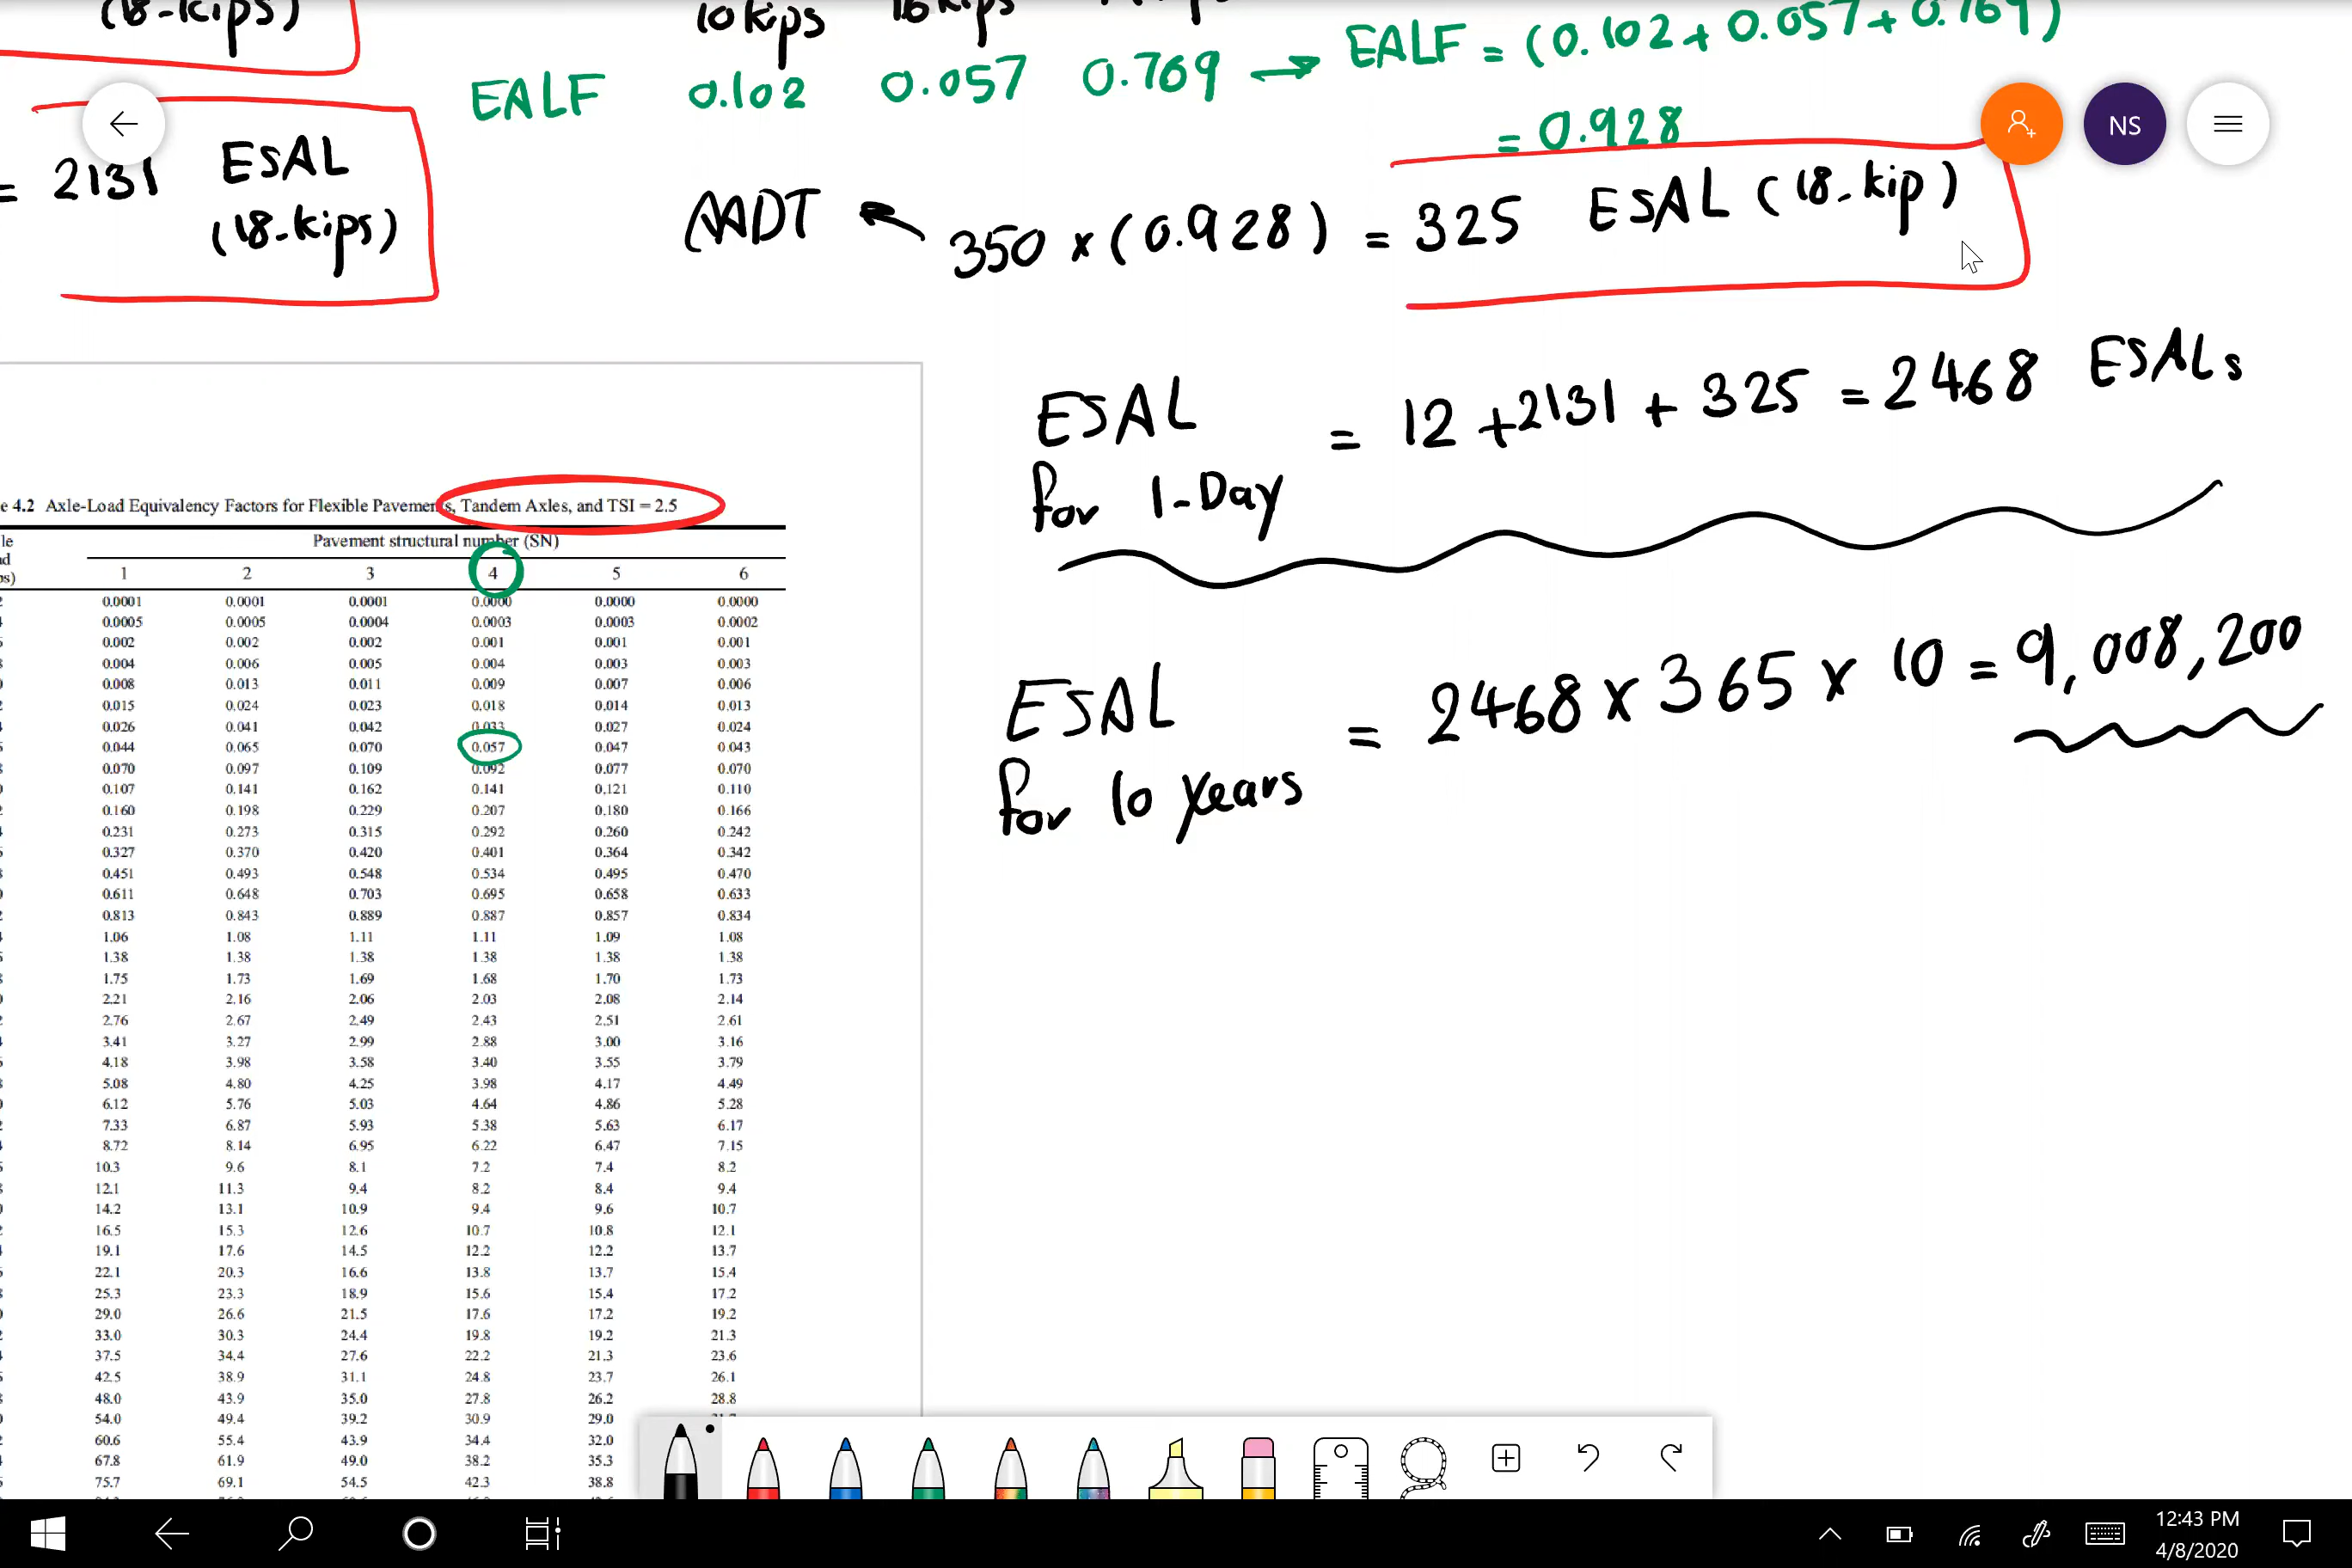 (18-kips)
10 kips 16 kips
EALF 0.102 0.057 0.769 → EALF = (0.102 + 0.057 + 0.769)
= 0.928
= 2131 ESAL
(18-kips)
AADT ← 350 × (0.928) = 325 ESAL (18-kip)
NS
ESAL
for 1-Day = 12 + 2131 + 325 = 2468 ESALs
ESAL
for 10 years = 2468 × 365 × 10 = 9,008,200
e 4.2 Axle-Load Equivalency Factors for Flexible Pavements, Tandem Axles, and TSI = 2.5
Pavement structural number (SN)
1 2 3 4 5 6
0.0001 0.0001 0.0001 0.0000 0.0000 0.0000
0.0005 0.0005 0.0004 0.0003 0.0003 0.0002
0.002 0.002 0.002 0.001 0.001 0.001
0.004 0.006 0.005 0.004 0.003 0.003
0.008 0.013 0.011 0.009 0.007 0.006
0.015 0.024 0.023 0.018 0.014 0.013
0.026 0.041 0.042 0.033 0.027 0.024
0.044 0.065 0.070 0.057 0.047 0.043
0.070 0.097 0.109 0.092 0.077 0.070
0.107 0.141 0.162 0.141 0.121 0.110
0.160 0.198 0.229 0.207 0.180 0.166
0.231 0.273 0.315 0.292 0.260 0.242
0.327 0.370 0.420 0.401 0.364 0.342
0.451 0.493 0.548 0.534 0.495 0.470
0.611 0.648 0.703 0.695 0.658 0.633
0.813 0.843 0.889 0.887 0.857 0.834
1.06 1.08 1.11 1.11 1.09 1.08
1.38 1.38 1.38 1.38 1.38 1.38
1.75 1.73 1.69 1.68 1.70 1.73
2.21 2.16 2.06 2.03 2.08 2.14
2.76 2.67 2.49 2.43 2.51 2.61
3.41 3.27 2.99 2.88 3.00 3.16
4.18 3.98 3.58 3.40 3.55 3.79
5.08 4.80 4.25 3.98 4.17 4.49
6.12 5.76 5.03 4.64 4.86 5.28
7.33 6.87 5.93 5.38 5.63 6.17
8.72 8.14 6.95 6.22 6.47 7.15
10.3 9.6 8.1 7.2 7.4 8.2
12.1 11.3 9.4 8.2 8.4 9.4
14.2 13.1 10.9 9.4 9.6 10.7
16.5 15.3 12.6 10.7 10.8 12.1
19.1 17.6 14.5 12.2 12.2 13.7
22.1 20.3 16.6 13.8 13.7 15.4
25.3 23.3 18.9 15.6 15.4 17.2
29.0 26.6 21.5 17.6 17.2 19.2
33.0 30.3 24.4 19.8 19.2 21.3
37.5 34.4 27.6 22.2 21.3 23.6
42.5 38.9 31.1 24.8 23.7 26.1
48.0 43.9 35.0 27.8 26.2 28.8
54.0 49.4 39.2 30.9 29.0
60.6 55.4 43.9 34.4 32.0
67.8 61.9 49.0 38.2 35.3
75.7 69.1 54.5 42.3 38.8
12:43 PM
4/8/2020